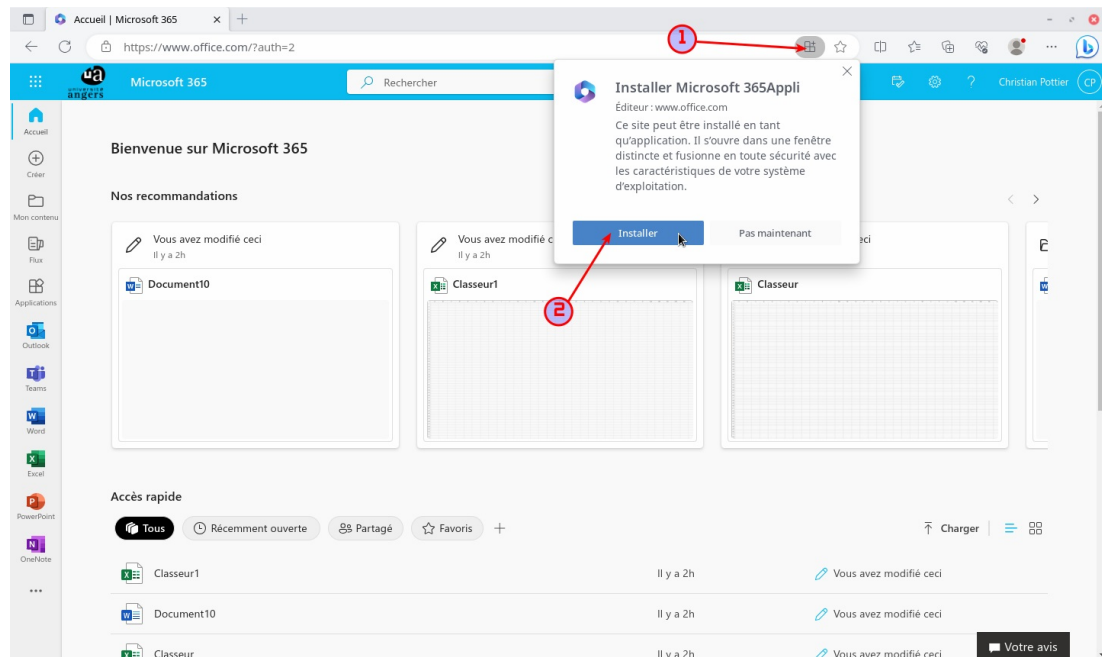 Accueil | Microsoft 365
https://www.office.com/?auth=2
1
ua
université
angers
Microsoft 365
Rechercher
Christian Pottier
CP
Installer Microsoft 365Appli
Éditeur : www.office.com
Ce site peut être installé en tant
qu'application. Il s'ouvre dans une fenêtre
distincte et fusionne en toute sécurité avec
les caractéristiques de votre système
d'exploitation.
Installer
Pas maintenant
2
Accueil
Créer
Mon contenu
Flux
Applications
Outlook
Teams
Word
Excel
PowerPoint
OneNote
Bienvenue sur Microsoft 365
Nos recommandations
Vous avez modifié ceci
Il y a 2h
Document10
Vous avez modifié c
Il y a 2h
Classeur1
eci
Classeur
Accès rapide
Tous
Récemment ouverte
Partagé
Favoris
Charger
Classeur1
Il y a 2h
Vous avez modifié ceci
Document10
Il y a 2h
Vous avez modifié ceci
Classeur
Il y a 2h
Vous avez modifié ceci
Votre avis